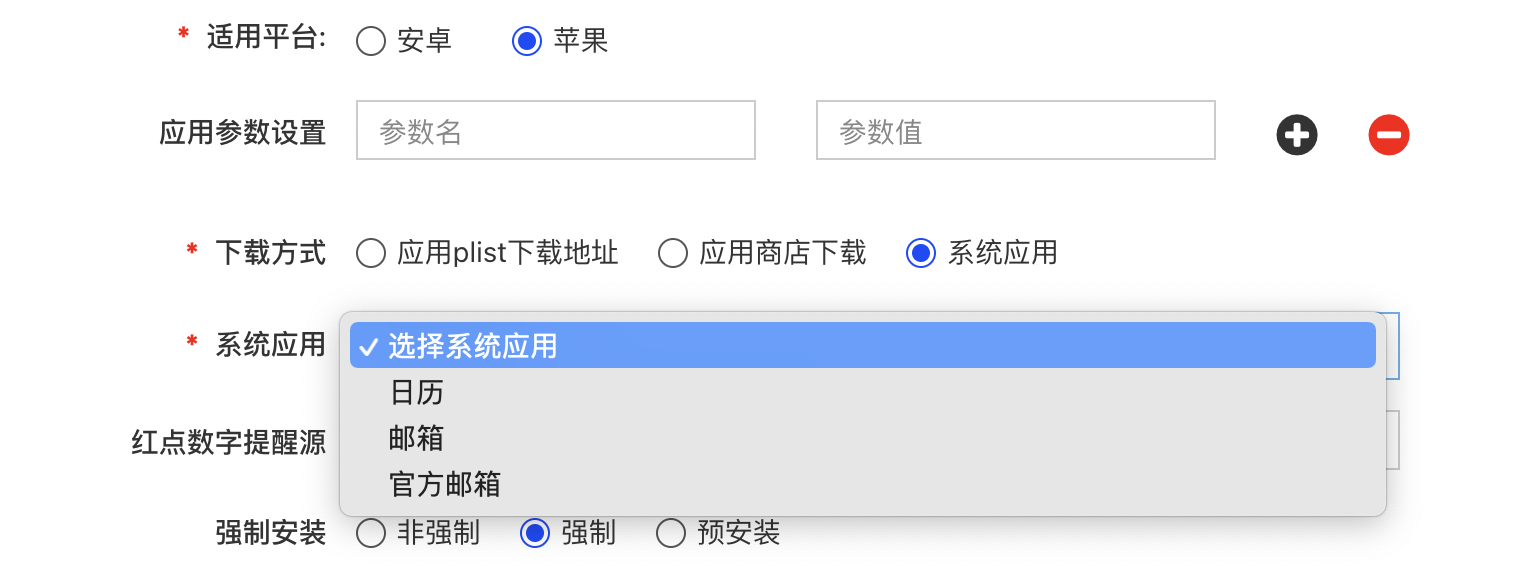 * 适用平台: 安卓 苹果
应用参数设置 参数名 参数值
* 下载方式 应用plist下载地址 应用商店下载 系统应用
* 系统应用 选择系统应用
日历
红点数字提醒源 邮箱
官方邮箱
强制安装 非强制 强制 预安装